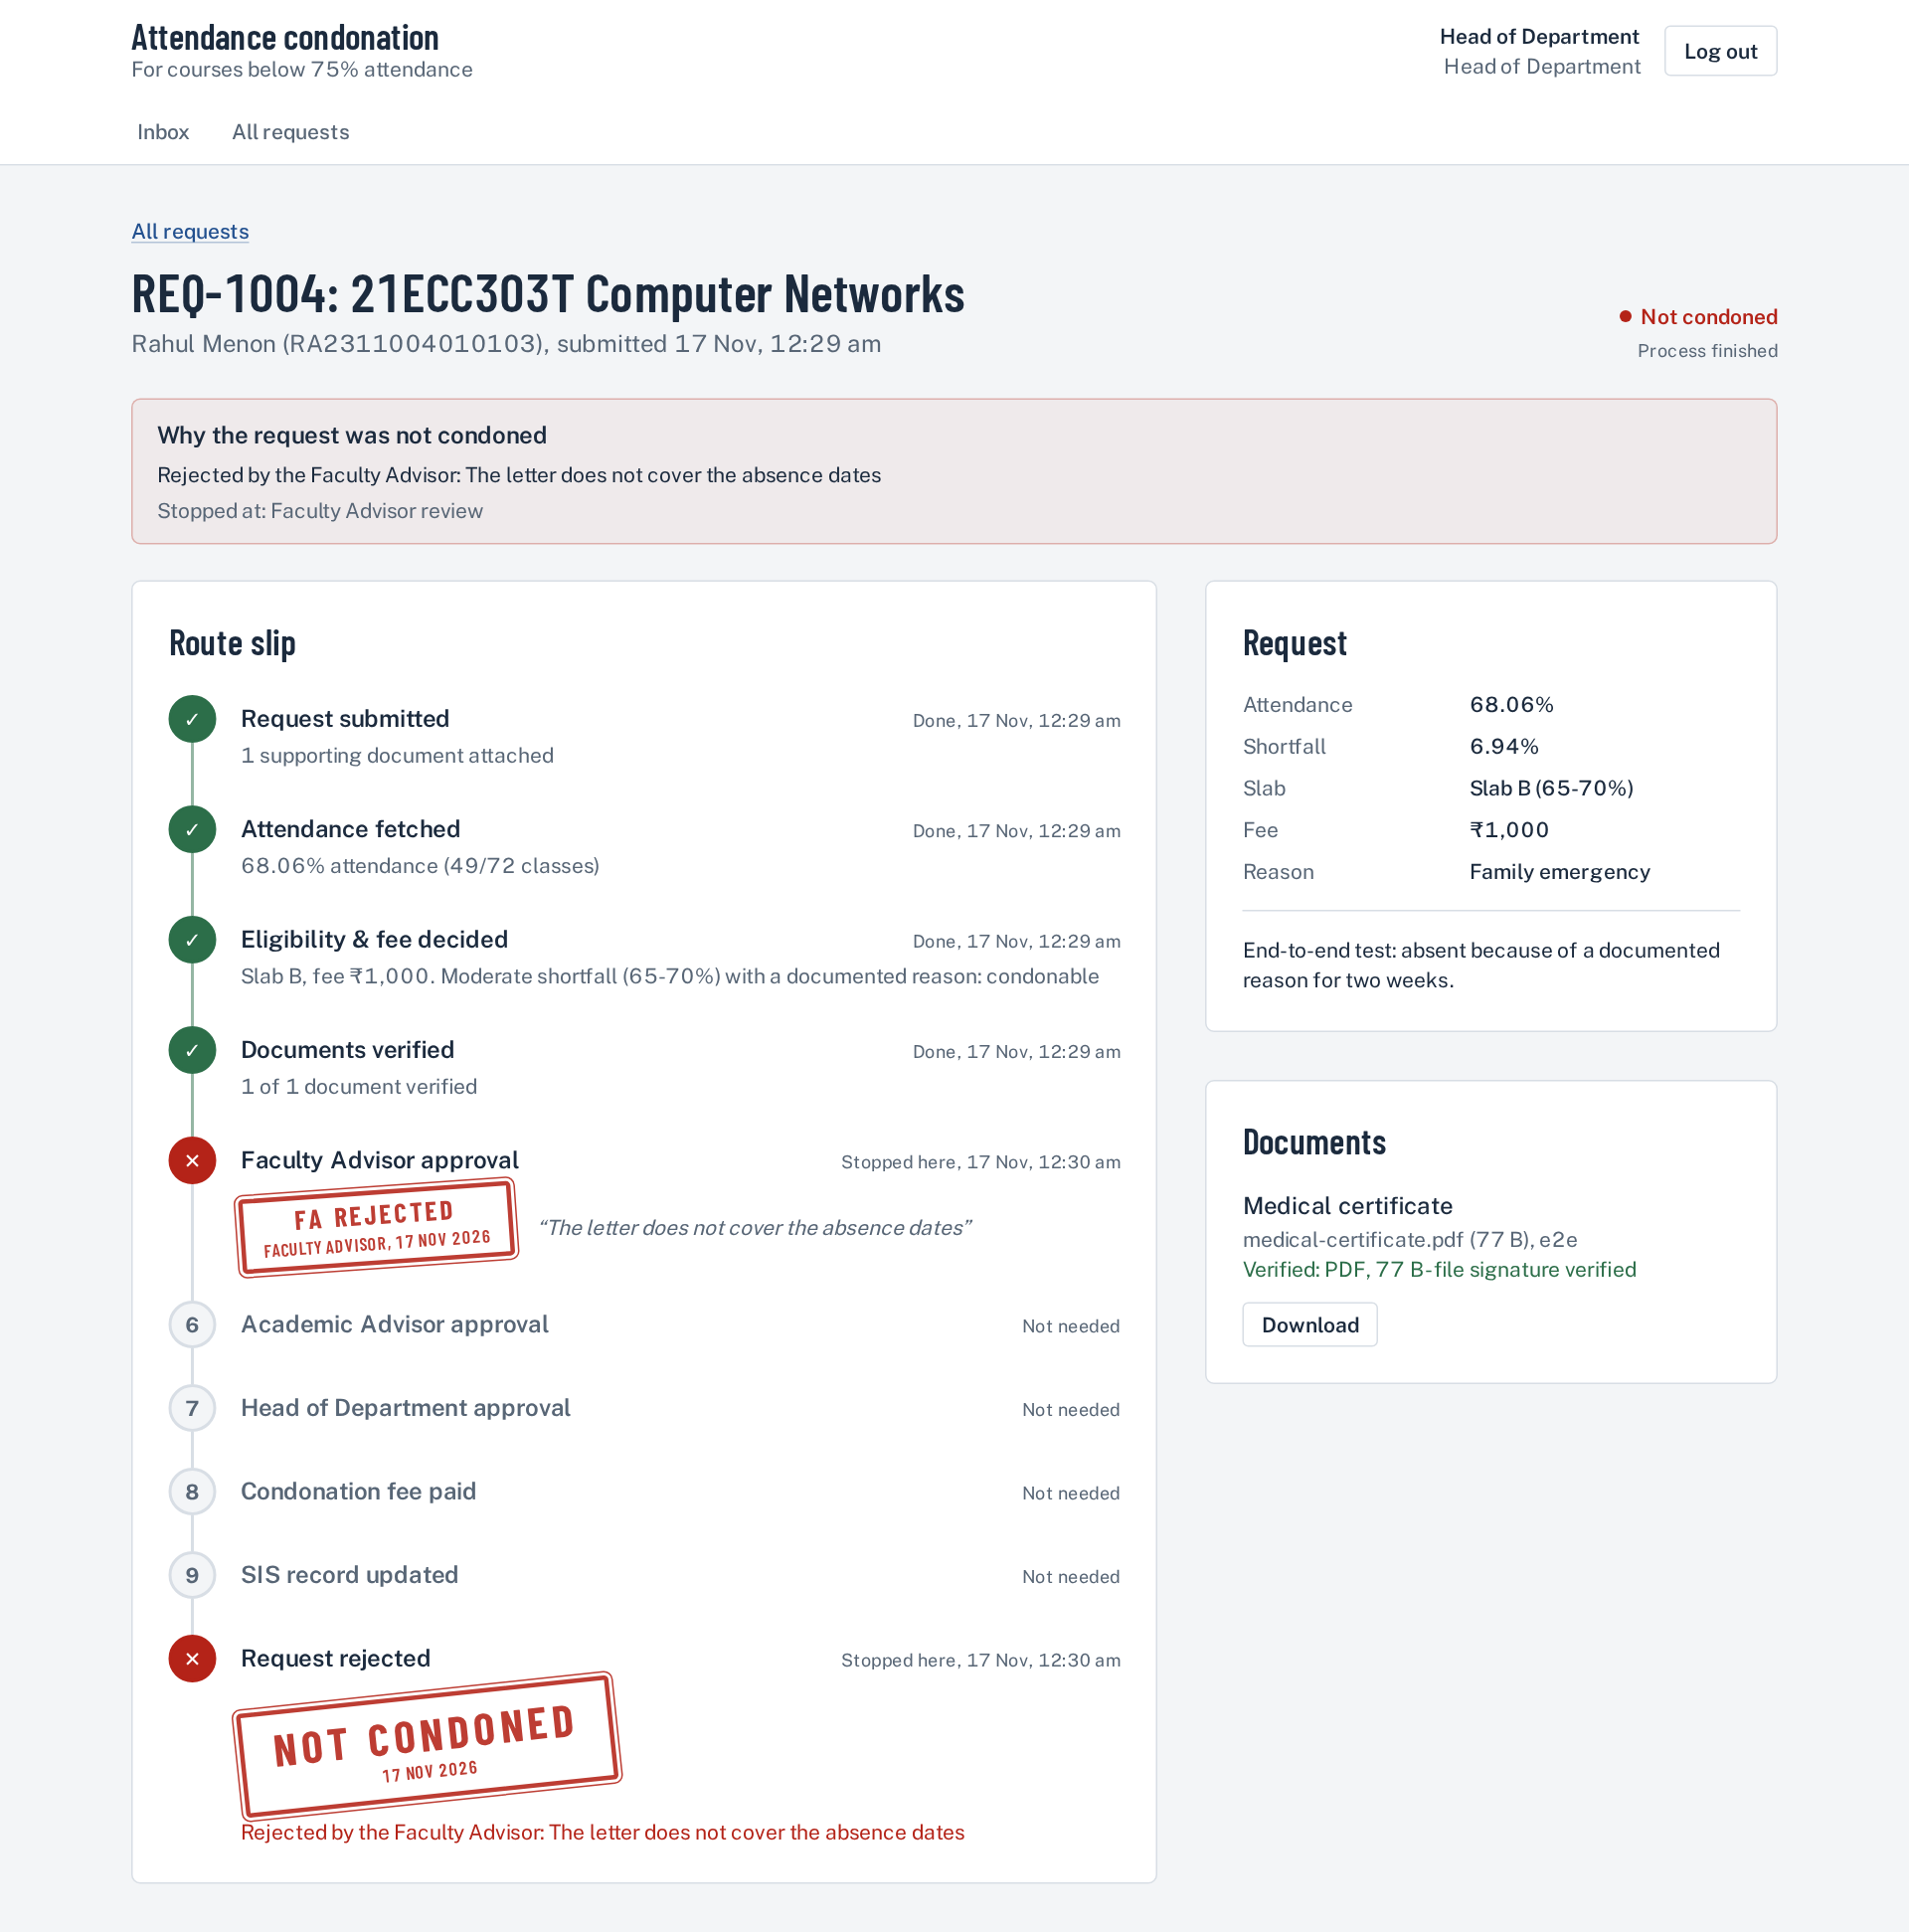 Attendance condonation
For courses below 75% attendance
Head of Department
Head of Department
Log out
Inbox
All requests
All requests
REQ-1004: 21ECC303T Computer Networks
Rahul Menon (RA2311004010103), submitted 17 Nov, 12:29 am
Not condoned
Process finished
Why the request was not condoned
Rejected by the Faculty Advisor: The letter does not cover the absence dates
Stopped at: Faculty Advisor review
Route slip
✓ Request submitted
Done, 17 Nov, 12:29 am
1 supporting document attached
✓ Attendance fetched
Done, 17 Nov, 12:29 am
68.06% attendance (49/72 classes)
✓ Eligibility & fee decided
Done, 17 Nov, 12:29 am
Slab B, fee ₹1,000. Moderate shortfall (65-70%) with a documented reason: condonable
✓ Documents verified
Done, 17 Nov, 12:29 am
1 of 1 document verified
✕ Faculty Advisor approval
Stopped here, 17 Nov, 12:30 am
FA REJECTED
FACULTY ADVISOR, 17 NOV 2026
“The letter does not cover the absence dates”
6 Academic Advisor approval
Not needed
7 Head of Department approval
Not needed
8 Condonation fee paid
Not needed
9 SIS record updated
Not needed
✕ Request rejected
Stopped here, 17 Nov, 12:30 am
NOT CONDONED
17 NOV 2026
Rejected by the Faculty Advisor: The letter does not cover the absence dates
Request
Attendance 68.06%
Shortfall 6.94%
Slab Slab B (65-70%)
Fee ₹1,000
Reason Family emergency
End-to-end test: absent because of a documented
reason for two weeks.
Documents
Medical certificate
medical-certificate.pdf (77 B), e2e
Verified: PDF, 77 B-file signature verified
Download